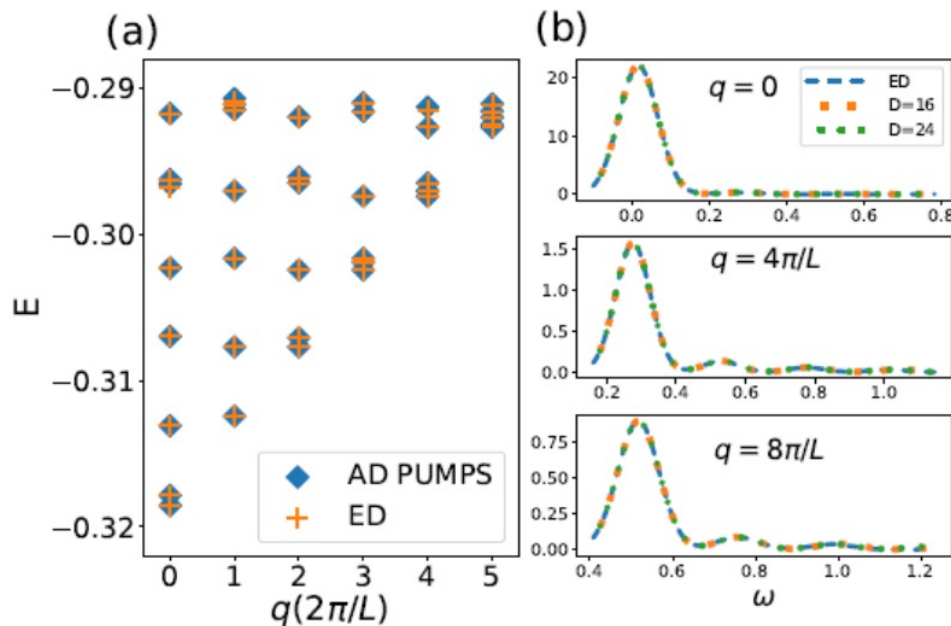 (a)
−0.29
−0.30
−0.31
−0.32
E
0 1 2 3 4 5
q(2π/L)
AD PUMPS
ED
(b)
20
10
0
q = 0
ED
D=16
D=24
0.0 0.2 0.4 0.6 0.8
1.5
1.0
0.5
0.0
q = 4π/L
0.2 0.4 0.6 0.8 1.0
0.75
0.50
0.25
0.00
q = 8π/L
0.4 0.6 0.8 1.0 1.2
ω